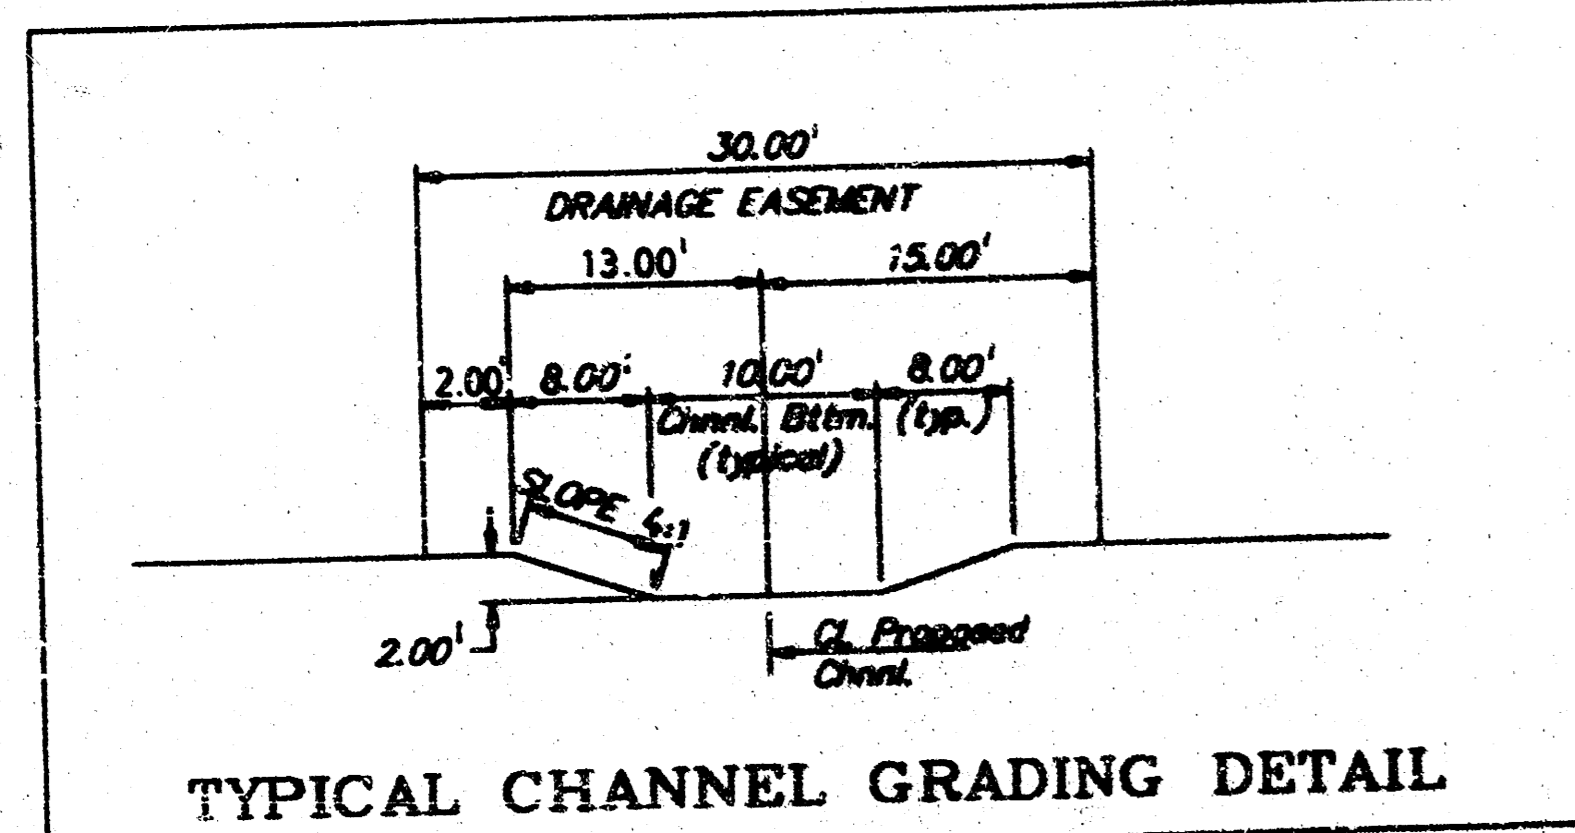 30.00'
DRAINAGE EASEMENT
13.00' 15.00'
2.00' 8.00' 10.00' 8.00'
Chnnl. Bttm. (typ.)
(typical)
SLOPE 4:1
2.00'
CL Proposed
Chnnl.
TYPICAL CHANNEL GRADING DETAIL